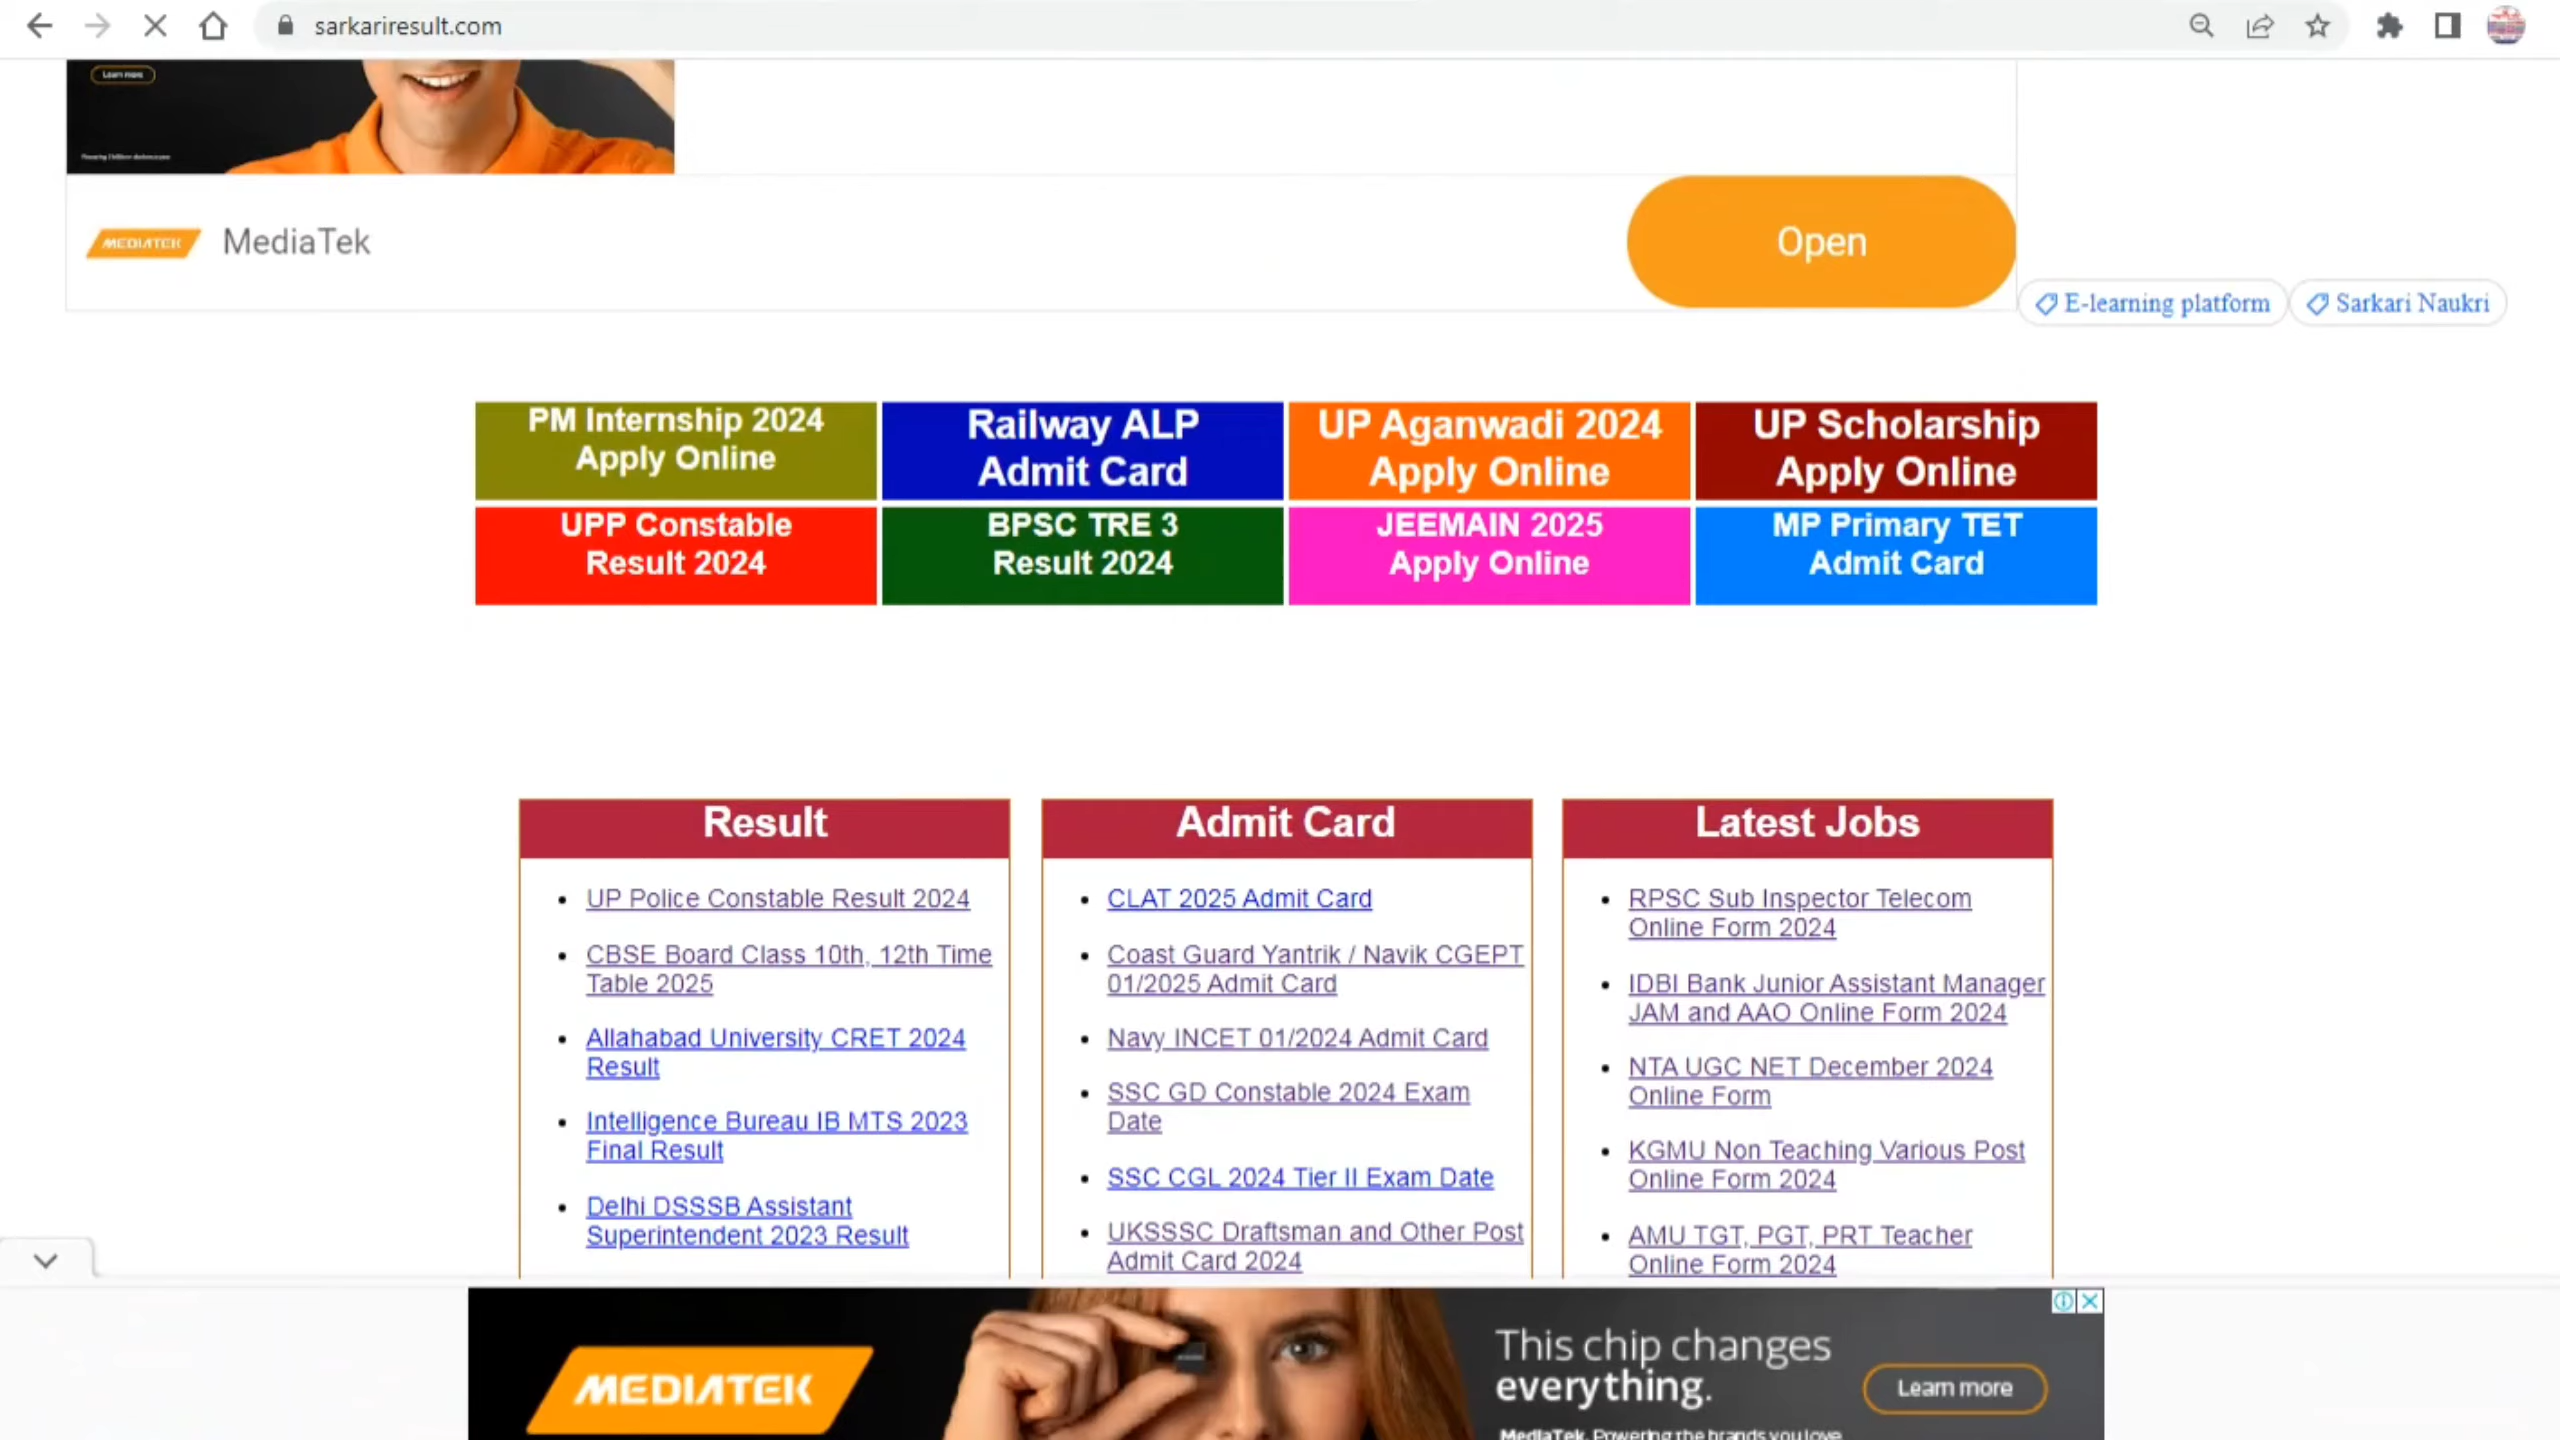 sarkariresult.com
Learn more
MEDIATEK
MediaTek
Open
E-learning platform
Sarkari Naukri
PM Internship 2024
Apply Online
Railway ALP
Admit Card
UP Aganwadi 2024
Apply Online
UP Scholarship
Apply Online
UPP Constable
Result 2024
BPSC TRE 3
Result 2024
JEEMAIN 2025
Apply Online
MP Primary TET
Admit Card
Result
UP Police Constable Result 2024
CBSE Board Class 10th, 12th Time
Table 2025
Allahabad University CRET 2024
Result
Intelligence Bureau IB MTS 2023
Final Result
Delhi DSSSB Assistant
Superintendent 2023 Result
Admit Card
CLAT 2025 Admit Card
Coast Guard Yantrik / Navik CGEPT
01/2025 Admit Card
Navy INCET 01/2024 Admit Card
SSC GD Constable 2024 Exam
Date
SSC CGL 2024 Tier II Exam Date
UKSSSC Draftsman and Other Post
Admit Card 2024
Latest Jobs
RPSC Sub Inspector Telecom
Online Form 2024
IDBI Bank Junior Assistant Manager
JAM and AAO Online Form 2024
NTA UGC NET December 2024
Online Form
KGMU Non Teaching Various Post
Online Form 2024
AMU TGT, PGT, PRT Teacher
Online Form 2024
MEDIATEK
This chip changes
everything.
MediaTek. Powering the brands you love
Learn more